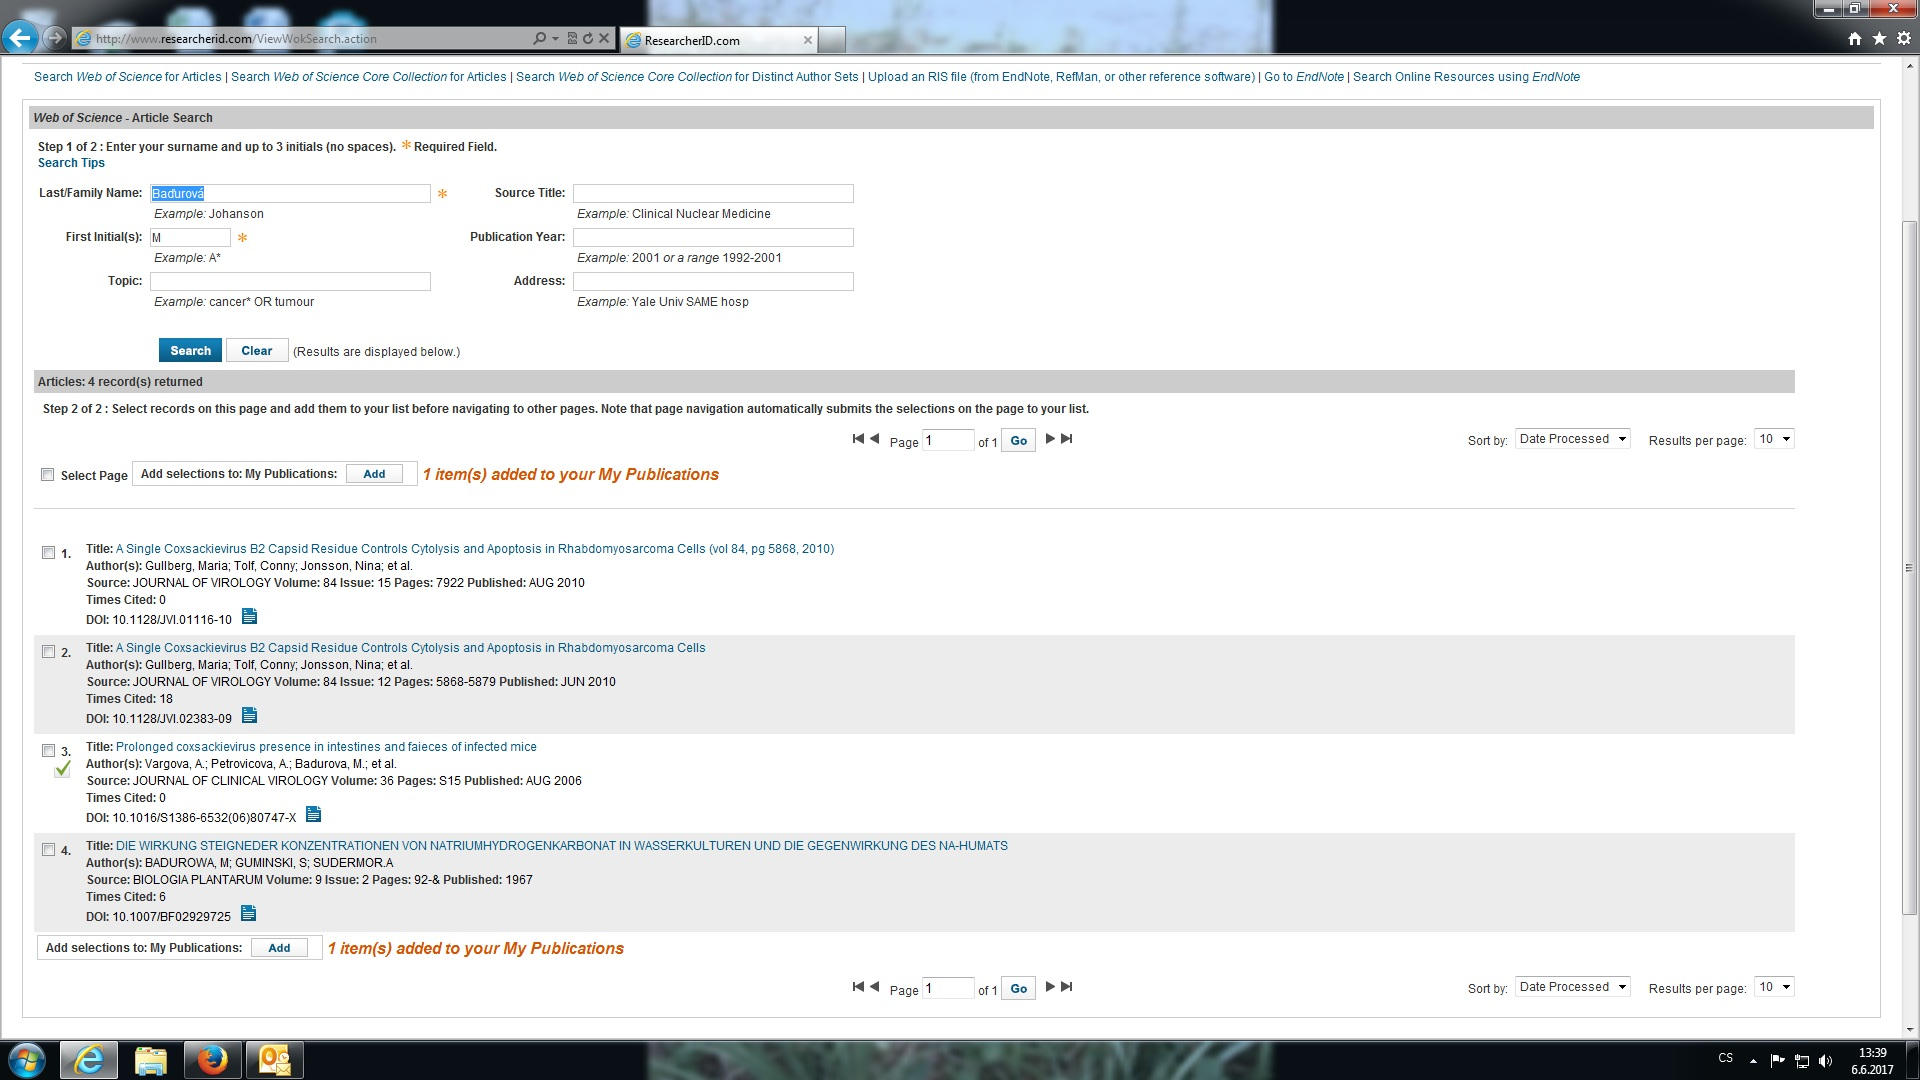 http://www.researcherid.com/ViewWokSearch.action
ResearcherID.com
Search Web of Science for Articles | Search Web of Science Core Collection for Articles | Search Web of Science Core Collection for Distinct Author Sets | Upload an RIS file (from EndNote, RefMan, or other reference software) | Go to EndNote | Search Online Resources using EndNote
Web of Science - Article Search
Step 1 of 2 : Enter your surname and up to 3 initials (no spaces). * Required Field.
Search Tips
Last/Family Name: Baďurová * Source Title:
Example: Johanson Example: Clinical Nuclear Medicine
First Initial(s): M * Publication Year:
Example: A* Example: 2001 or a range 1992-2001
Topic: Address:
Example: cancer* OR tumour Example: Yale Univ SAME hosp
Search Clear (Results are displayed below.)
Articles: 4 record(s) returned
Step 2 of 2 : Select records on this page and add them to your list before navigating to other pages. Note that page navigation automatically submits the selections on the page to your list.
Page 1 of 1 Go Sort by: Date Processed Results per page: 10
Select Page Add selections to: My Publications: Add 1 item(s) added to your My Publications
1. Title: A Single Coxsackievirus B2 Capsid Residue Controls Cytolysis and Apoptosis in Rhabdomyosarcoma Cells (vol 84, pg 5868, 2010)
Author(s): Gullberg, Maria; Tolf, Conny; Jonsson, Nina; et al.
Source: JOURNAL OF VIROLOGY Volume: 84 Issue: 15 Pages: 7922 Published: AUG 2010
Times Cited: 0
DOI: 10.1128/JVI.01116-10
2. Title: A Single Coxsackievirus B2 Capsid Residue Controls Cytolysis and Apoptosis in Rhabdomyosarcoma Cells
Author(s): Gullberg, Maria; Tolf, Conny; Jonsson, Nina; et al.
Source: JOURNAL OF VIROLOGY Volume: 84 Issue: 12 Pages: 5868-5879 Published: JUN 2010
Times Cited: 18
DOI: 10.1128/JVI.02383-09
3. Title: Prolonged coxsackievirus presence in intestines and faieces of infected mice
Author(s): Vargova, A.; Petrovicova, A.; Badurova, M.; et al.
Source: JOURNAL OF CLINICAL VIROLOGY Volume: 36 Pages: S15 Published: AUG 2006
Times Cited: 0
DOI: 10.1016/S1386-6532(06)80747-X
4. Title: DIE WIRKUNG STEIGNEDER KONZENTRATIONEN VON NATRIUMHYDROGENKARBONAT IN WASSERKULTUREN UND DIE GEGENWIRKUNG DES NA-HUMATS
Author(s): BADUROWA, M; GUMINSKI, S; SUDERMOR.A
Source: BIOLOGIA PLANTARUM Volume: 9 Issue: 2 Pages: 92-& Published: 1967
Times Cited: 6
DOI: 10.1007/BF02929725
Add selections to: My Publications: Add 1 item(s) added to your My Publications
Page 1 of 1 Go Sort by: Date Processed Results per page: 10
CS 13:39
6.6.2017